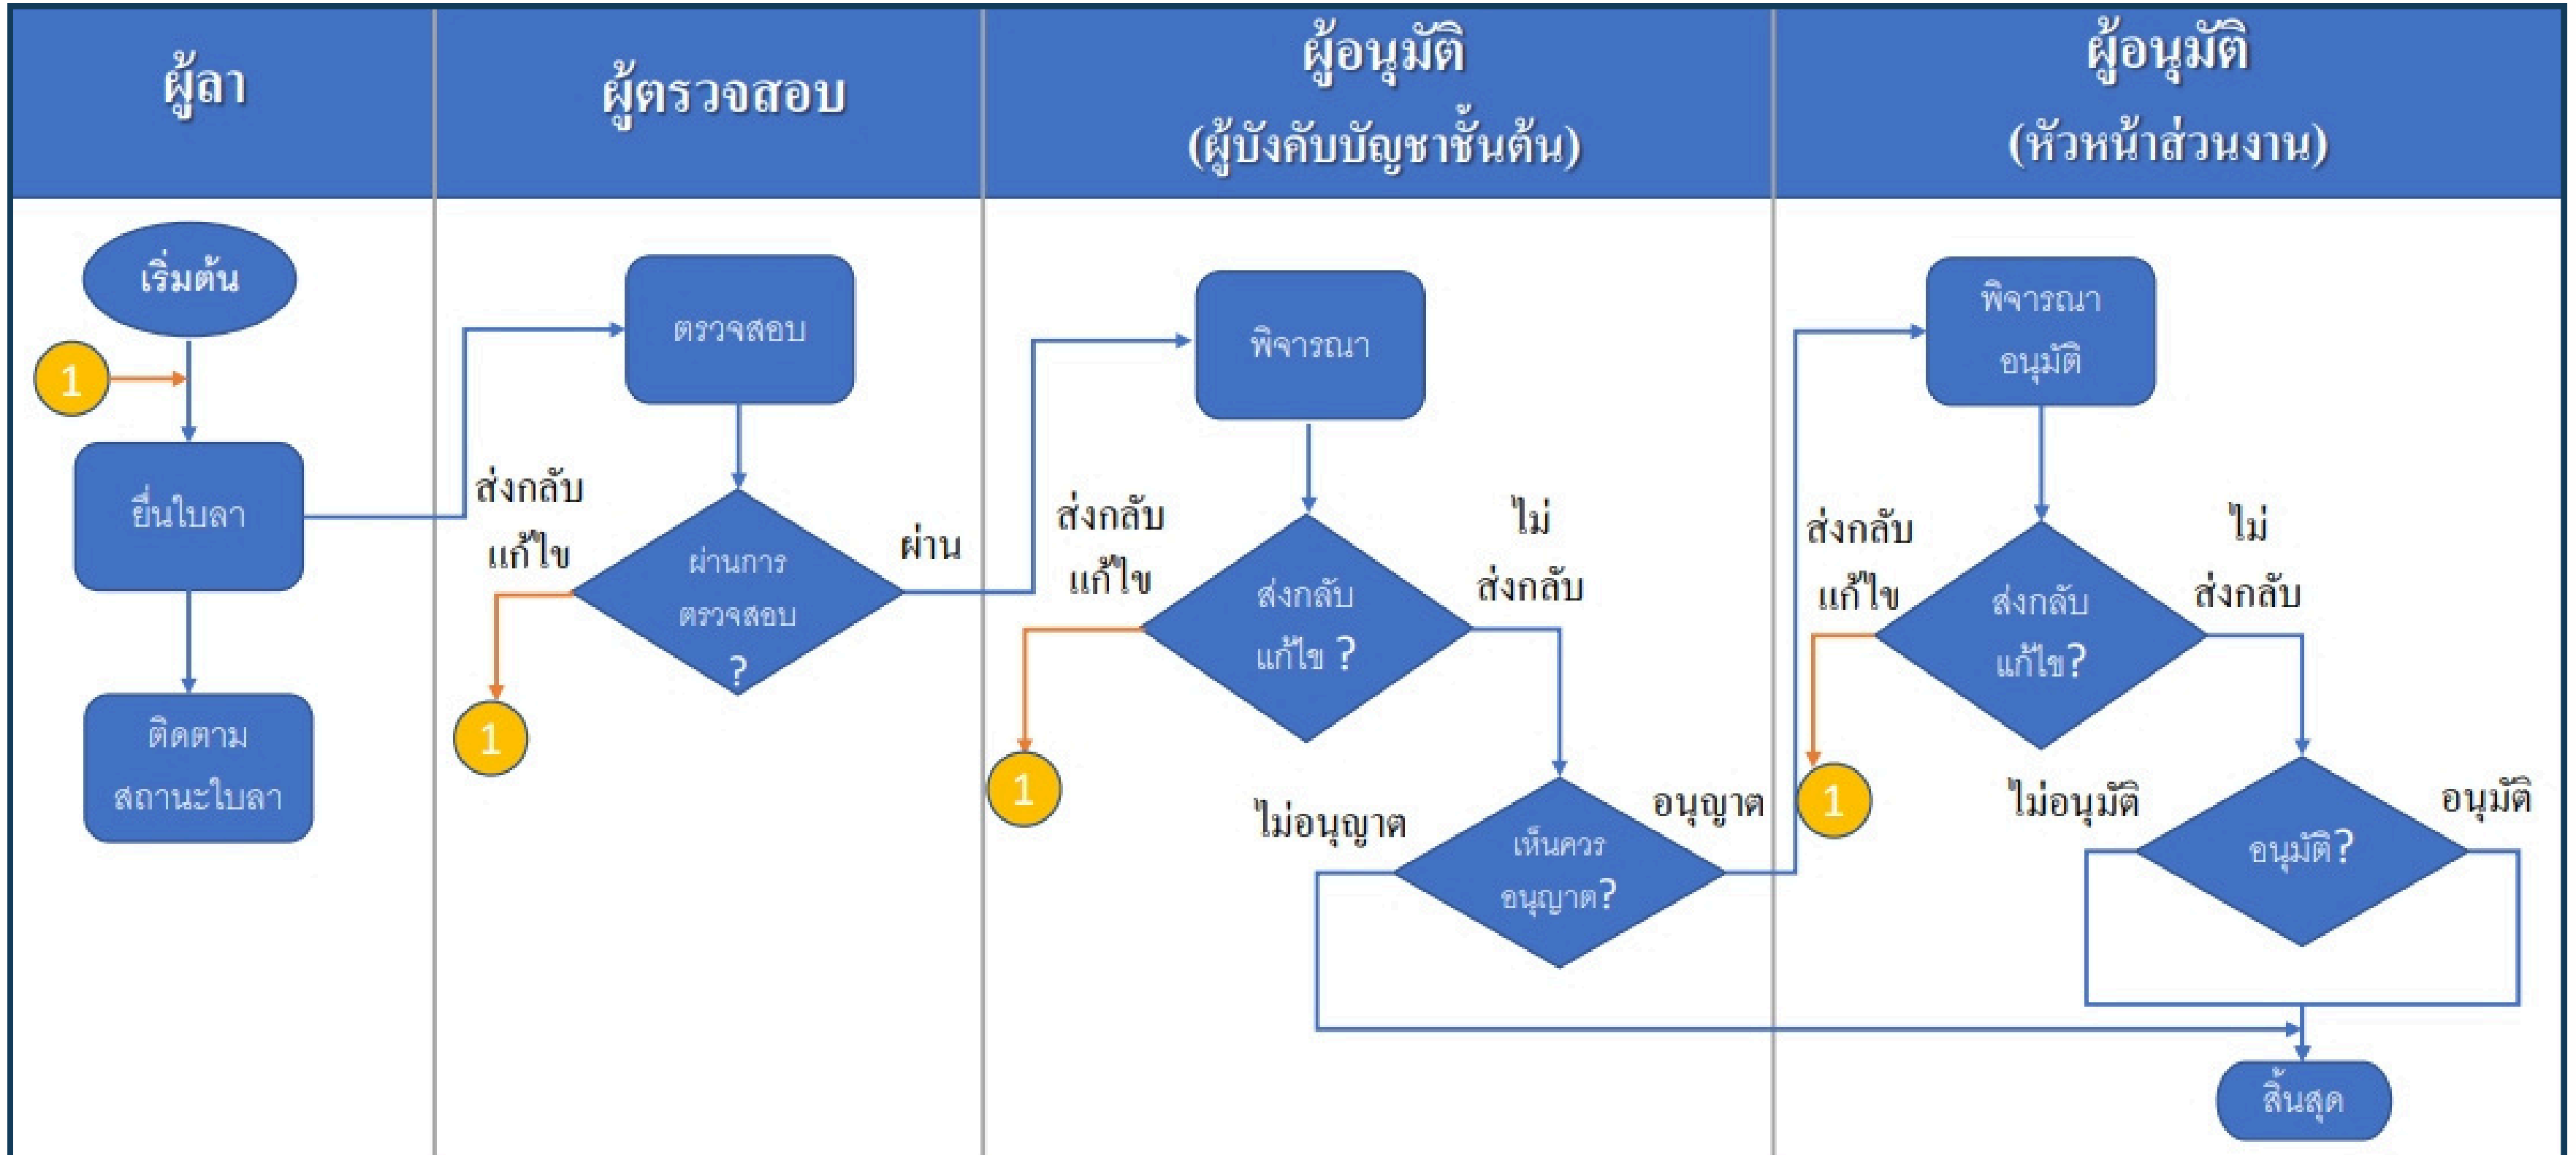 ผู้ลา
ผู้ตรวจสอบ
ผู้อนุมัติ
(ผู้บังคับบัญชาชั้นต้น)
ผู้อนุมัติ
(หัวหน้าส่วนงาน)
เริ่มต้น
1
ยื่นใบลา
ติดตาม
สถานะใบลา
ตรวจสอบ
ส่งกลับ
แก้ไข
ผ่านการ
ตรวจสอบ
?
ผ่าน
1
พิจารณา
ส่งกลับ
แก้ไข
ส่งกลับ
แก้ไข ?
ไม่
ส่งกลับ
1
ไม่อนุญาต
เห็นควร
อนุญาต?
อนุญาต
พิจารณา
อนุมัติ
ส่งกลับ
แก้ไข
ส่งกลับ
แก้ไข?
ไม่
ส่งกลับ
1
ไม่อนุมัติ
อนุมัติ?
อนุมัติ
สิ้นสุด